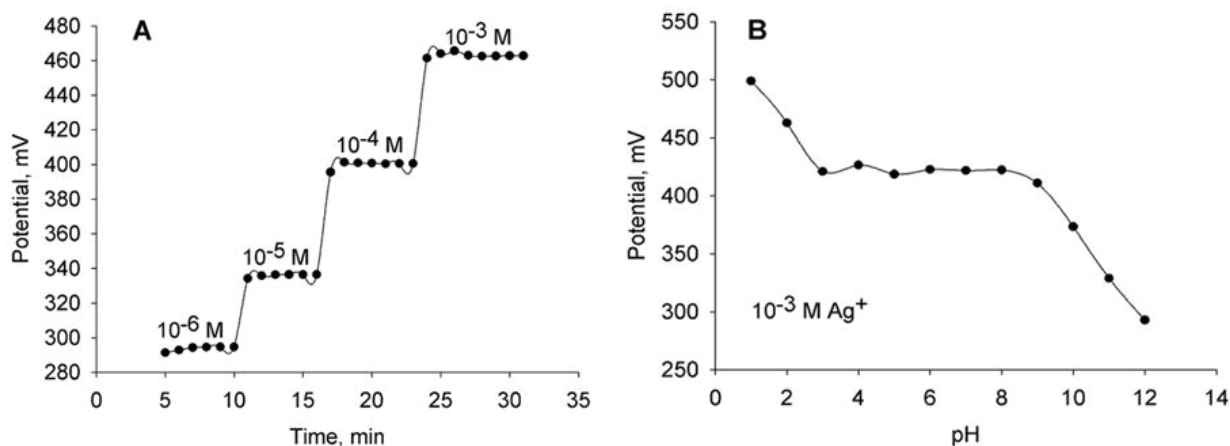 A
Potential, mV
480
460
440
420
400
380
360
340
320
300
280
10⁻⁶ M
10⁻⁵ M
10⁻⁴ M
10⁻³ M
0 5 10 15 20 25 30 35
Time, min
B
Potential, mV
550
500
450
400
350
300
250
10⁻³ M Ag⁺
0 2 4 6 8 10 12 14
pH